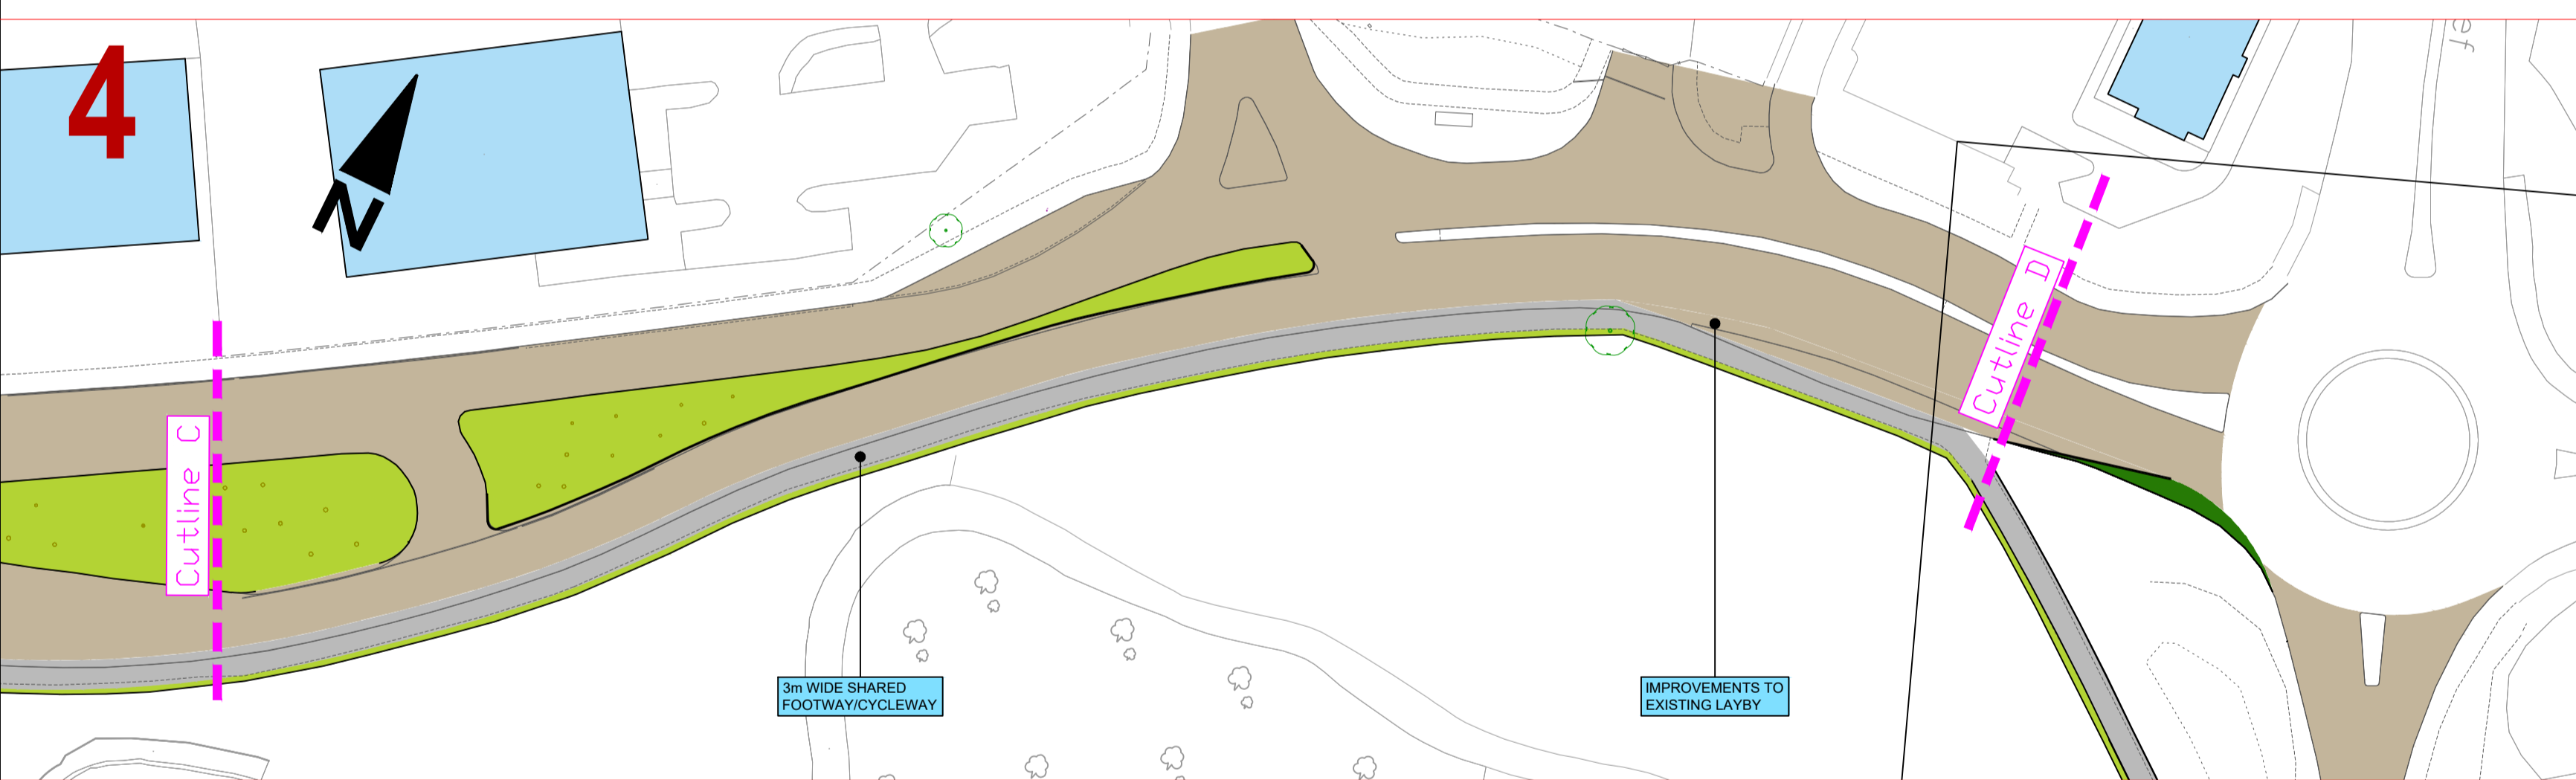 4
N
Cutline C
Cutline D
3m WIDE SHARED
FOOTWAY/CYCLEWAY
IMPROVEMENTS TO
EXISTING LAYBY